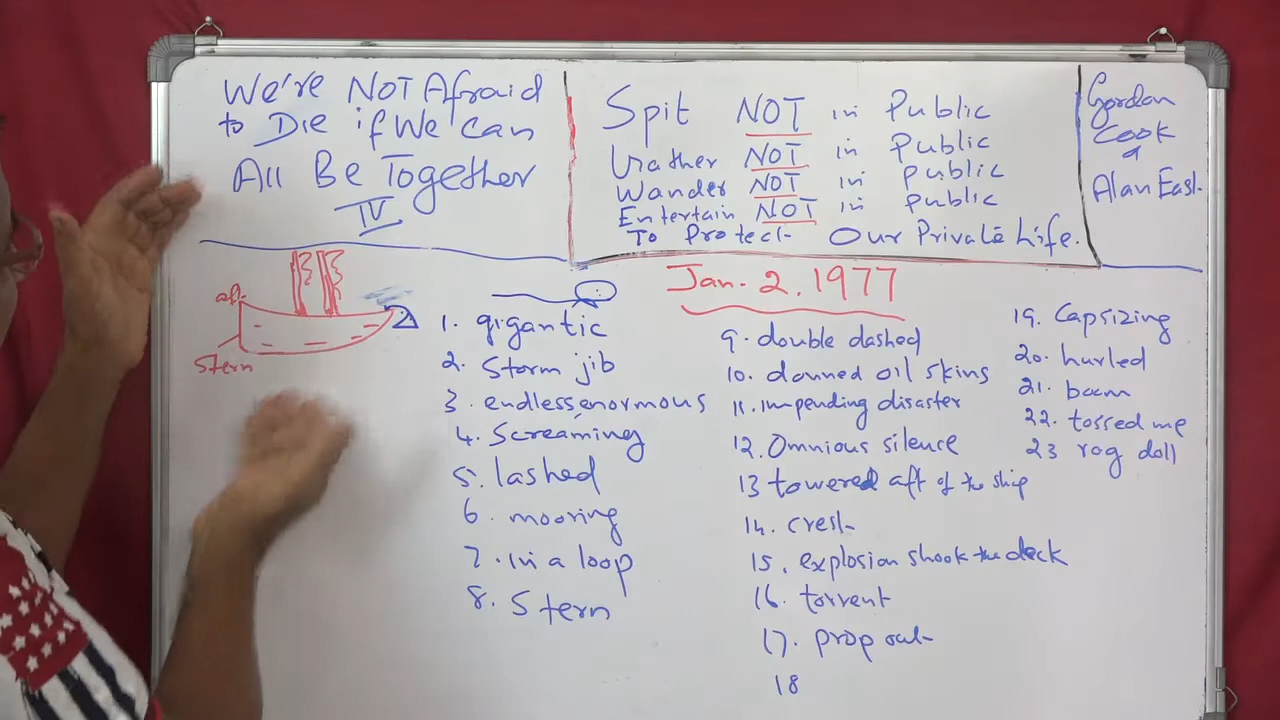 We're NOT Afraid
to Die if We Can
All Be Together
IV
Spit NOT in Public
Urather NOT in Public
Wander NOT in Public
Entertain NOT in Public
To Protect Our Private Life.
Gordon
Cook
&
Alan East.
Jan. 2. 1977
aft
Stern
1. gigantic
2. Storm jib
3. endless, enormous
4. Screaming
5. lashed
6. mooring
7. in a loop
8. Stern
9. double dashed
10. donned oil skins
11. impending disaster
12. Omnious silence
13 towered aft of the ship
14. crest
15. explosion shook the deck
16. torrent
17. prop out
18
19. Capsizing
20. hurled
21. boom
22. tossed me
23 rag doll